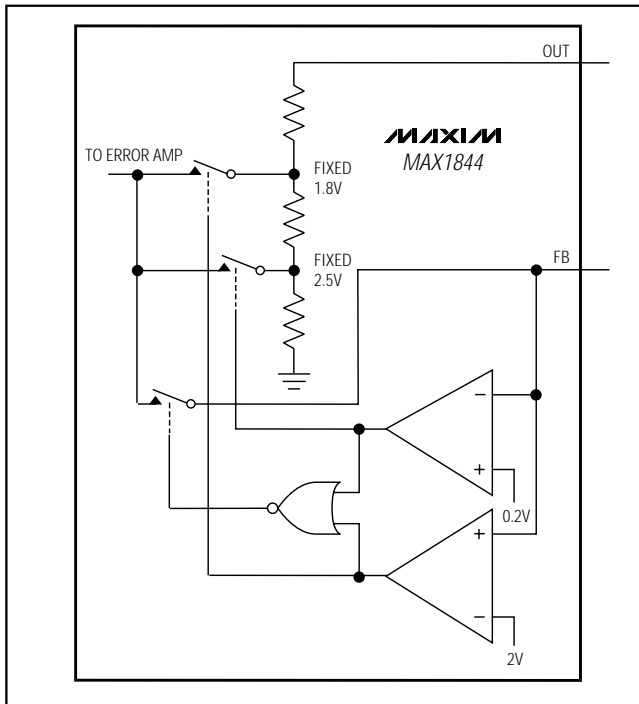 OUT
MAXIM
MAX1844
TO ERROR AMP
FIXED
1.8V
FIXED
2.5V
FB
−
+
0.2V
+
−
2V